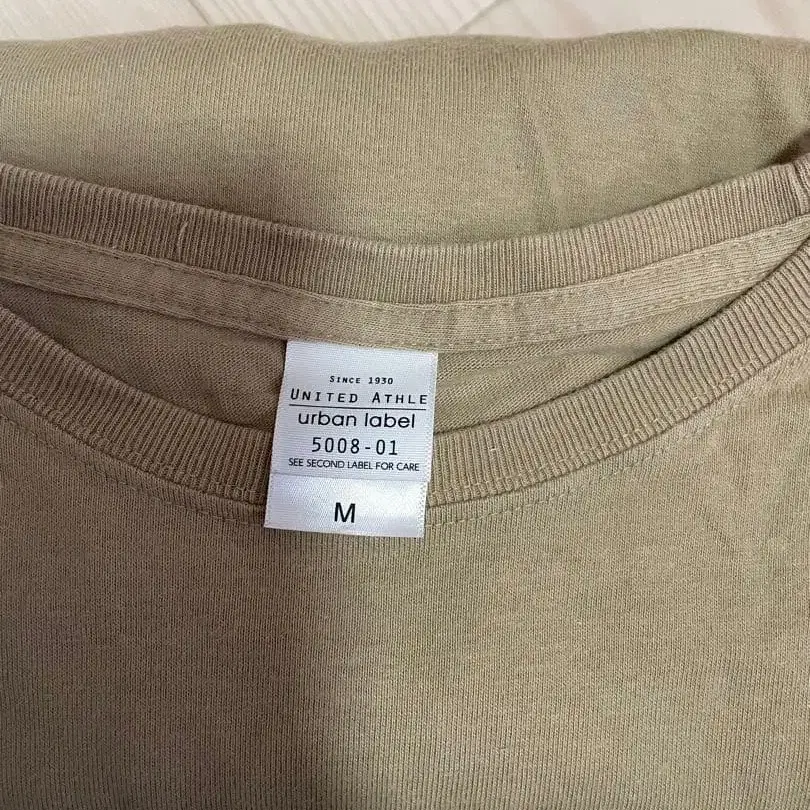 SINCE 1930
UNITED ATHLE
urban label
5008-01
SEE SECOND LABEL FOR CARE
M